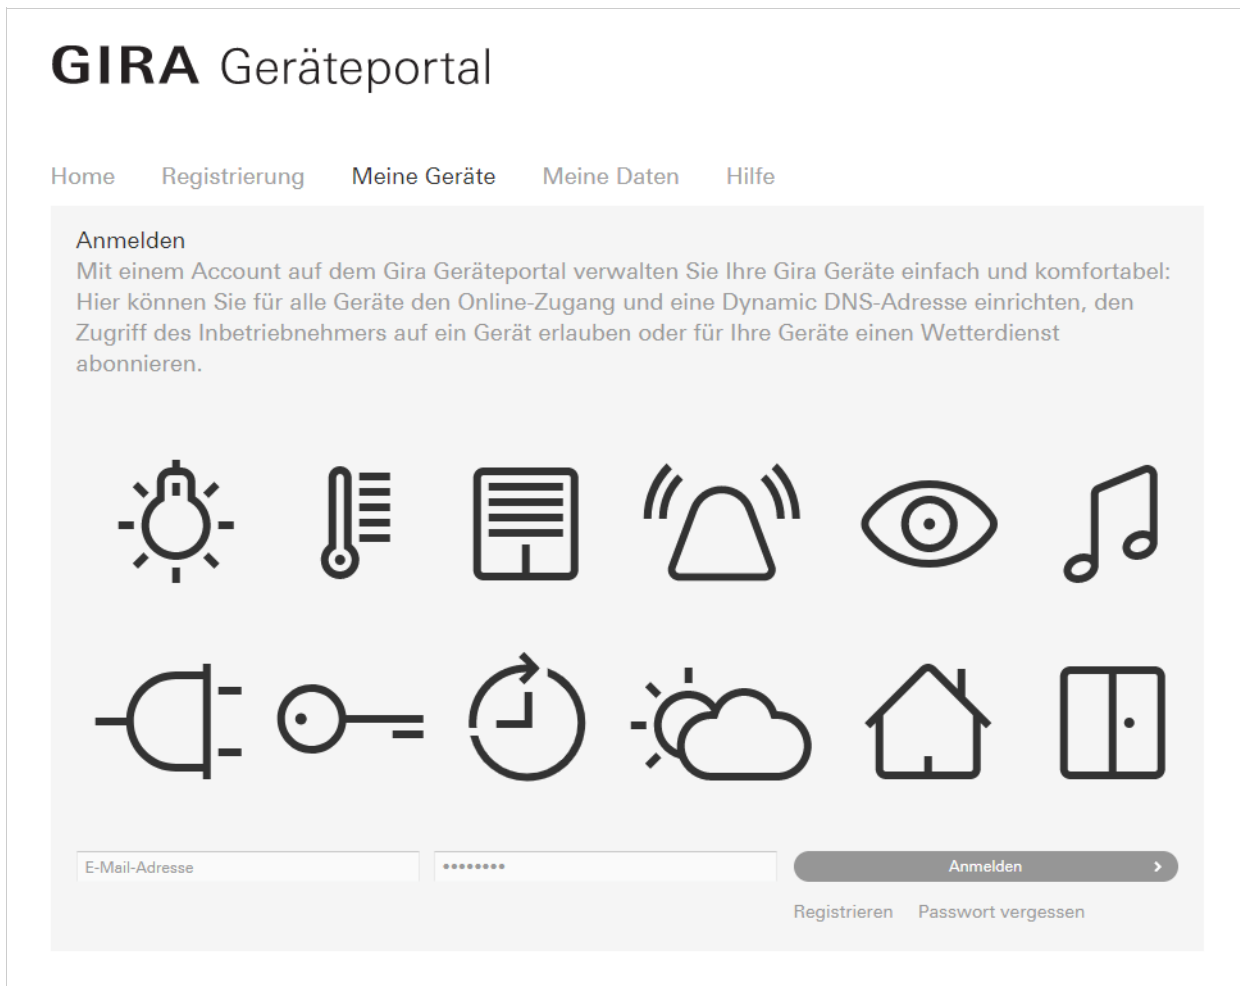 GIRA Geräteportal
Home Registrierung Meine Geräte Meine Daten Hilfe
Anmelden
Mit einem Account auf dem Gira Geräteportal verwalten Sie Ihre Gira Geräte einfach und komfortabel:
Hier können Sie für alle Geräte den Online-Zugang und eine Dynamic DNS-Adresse einrichten, den
Zugriff des Inbetriebnehmers auf ein Gerät erlauben oder für Ihre Geräte einen Wetterdienst
abonnieren.
E-Mail-Adresse •••••••• Anmelden
Registrieren Passwort vergessen